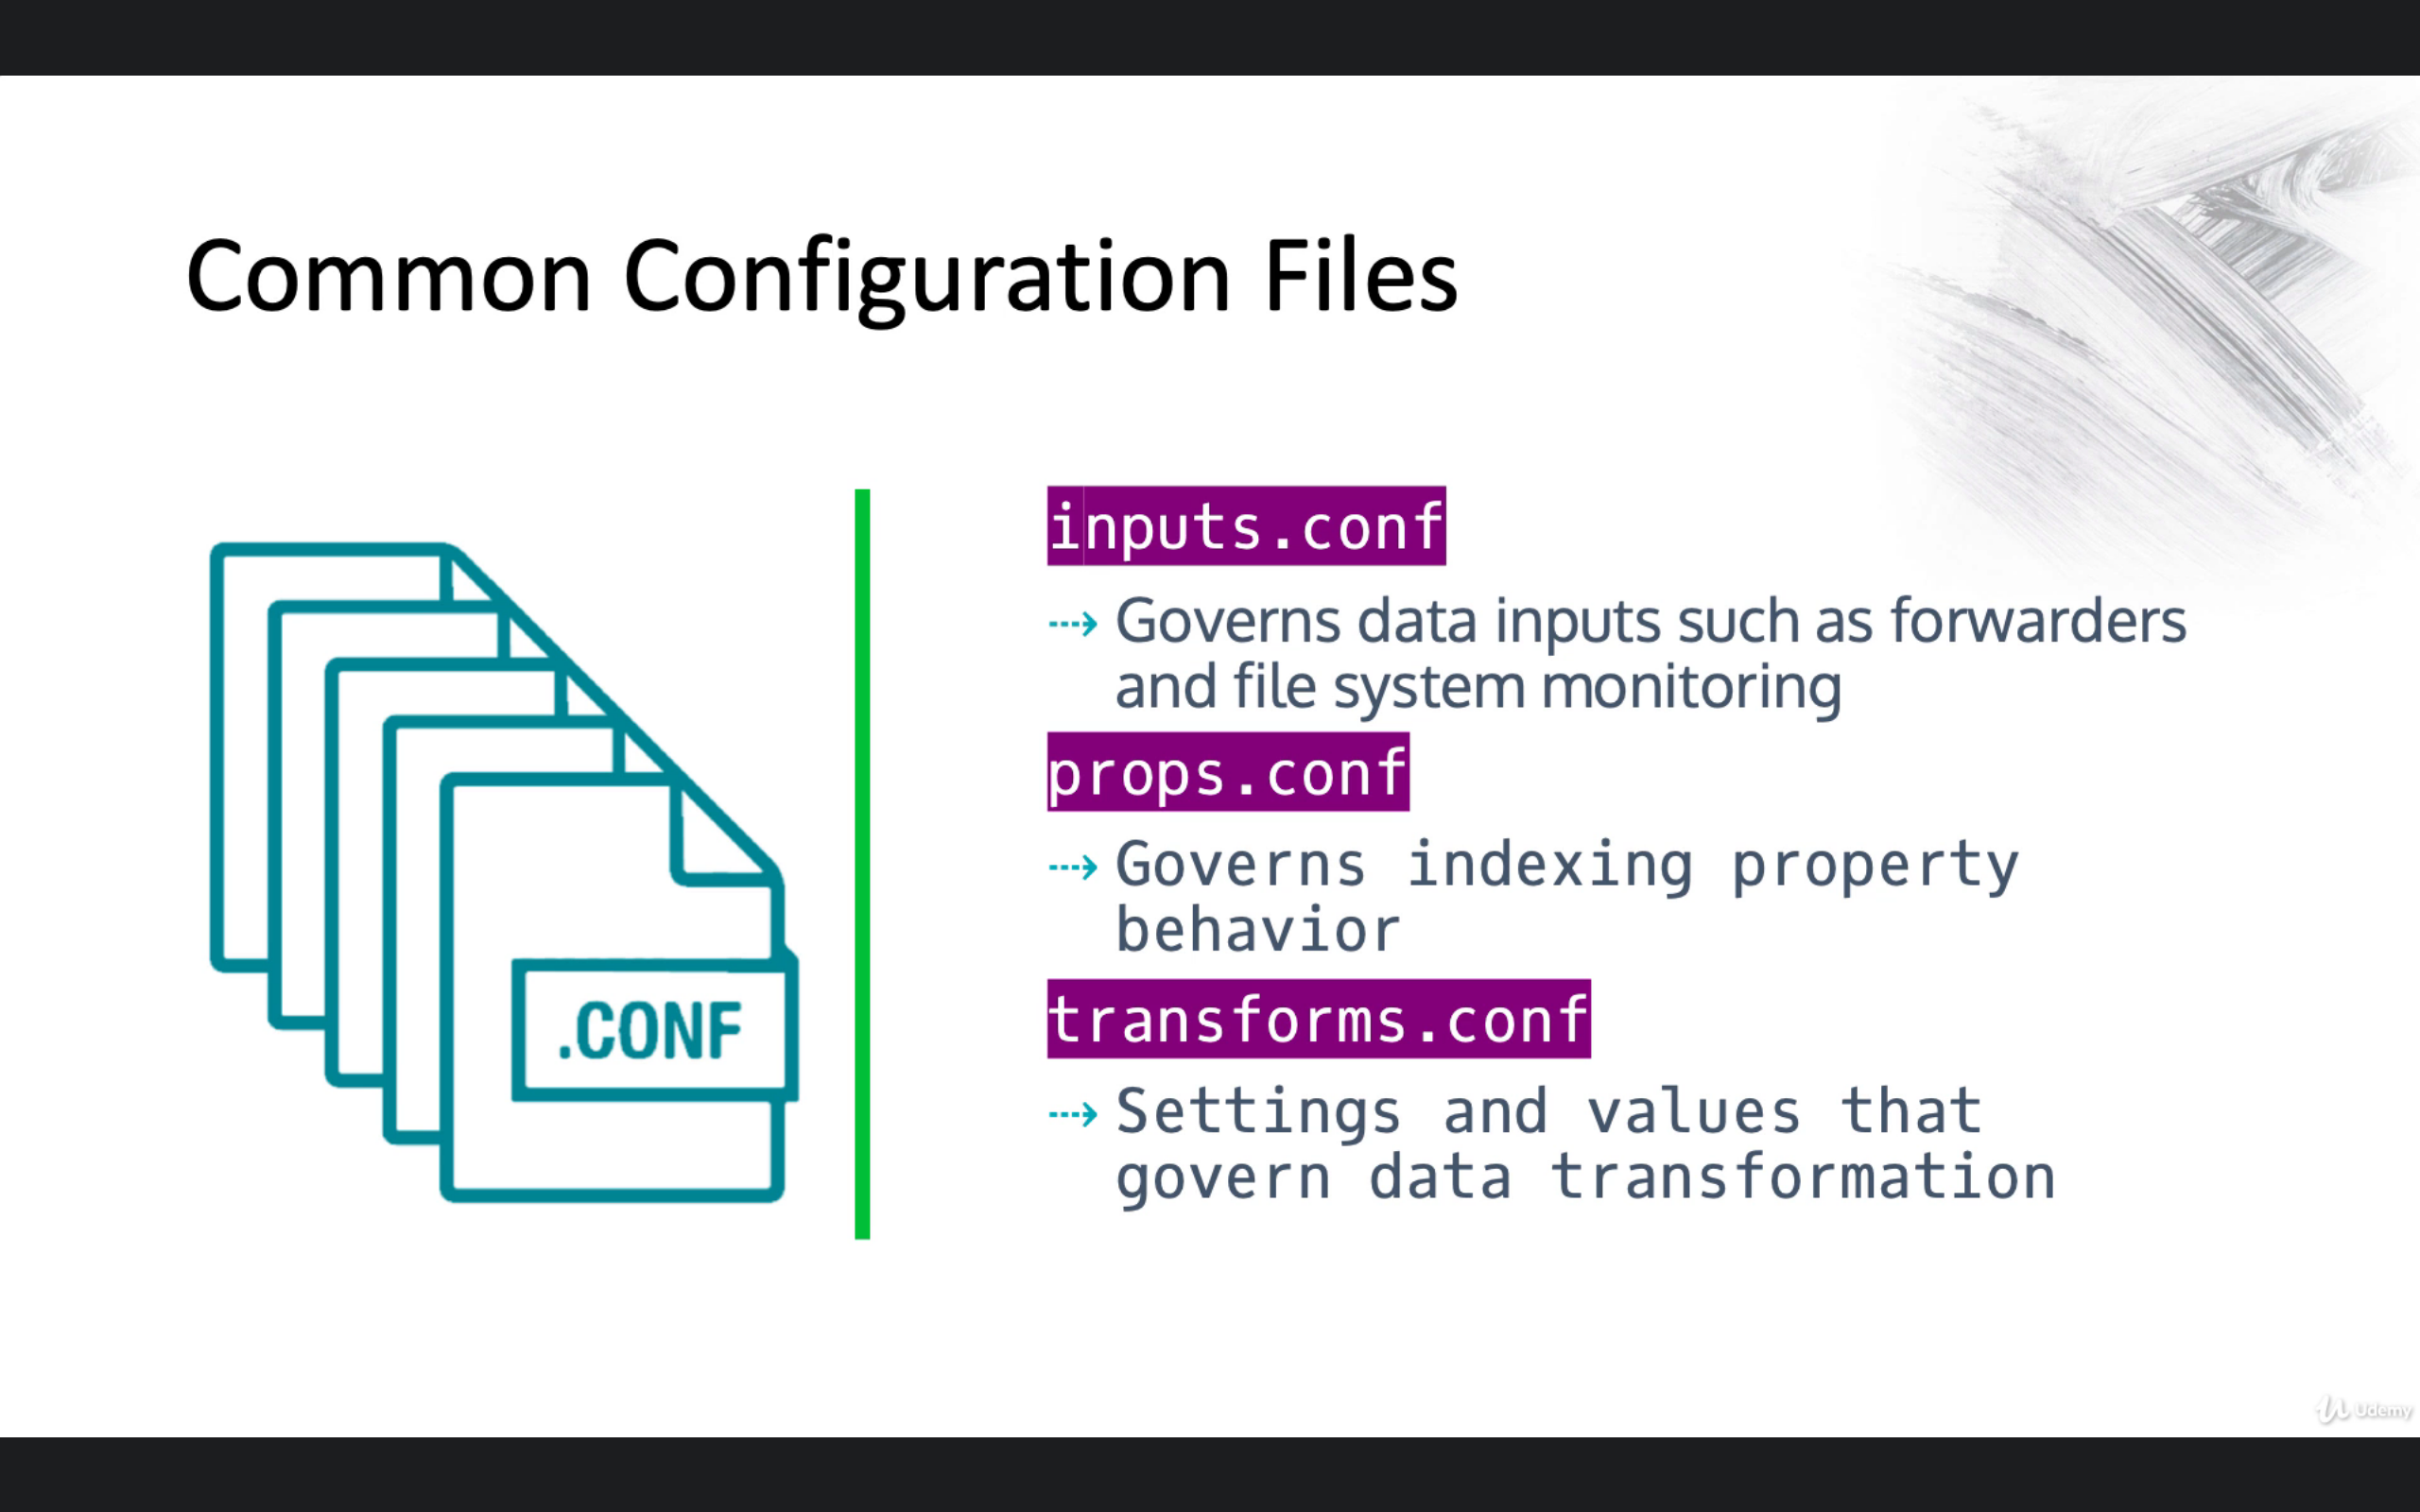 Common Configuration Files
.CONF
inputs.conf
Governs data inputs such as forwarders
and file system monitoring
props.conf
Governs indexing property
behavior
transforms.conf
Settings and values that
govern data transformation
Udemy